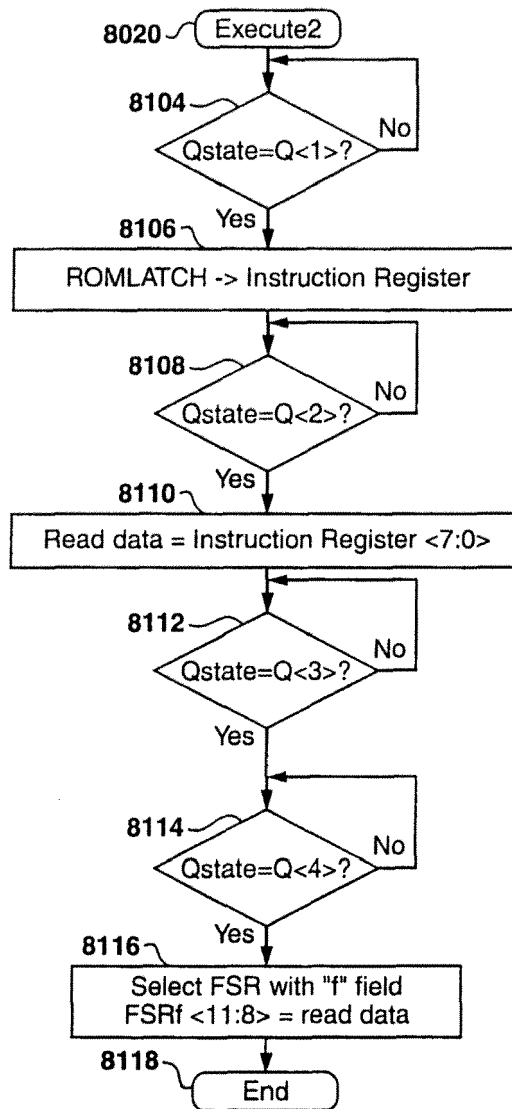 8020 Execute2
8104
Qstate=Q<1>?
No
Yes
8106
ROMLATCH -> Instruction Register
8108
Qstate=Q<2>?
No
Yes
8110
Read data = Instruction Register <7:0>
8112
Qstate=Q<3>?
No
Yes
8114
Qstate=Q<4>?
No
Yes
8116
Select FSR with "f" field
FSRf <11:8> = read data
8118 End